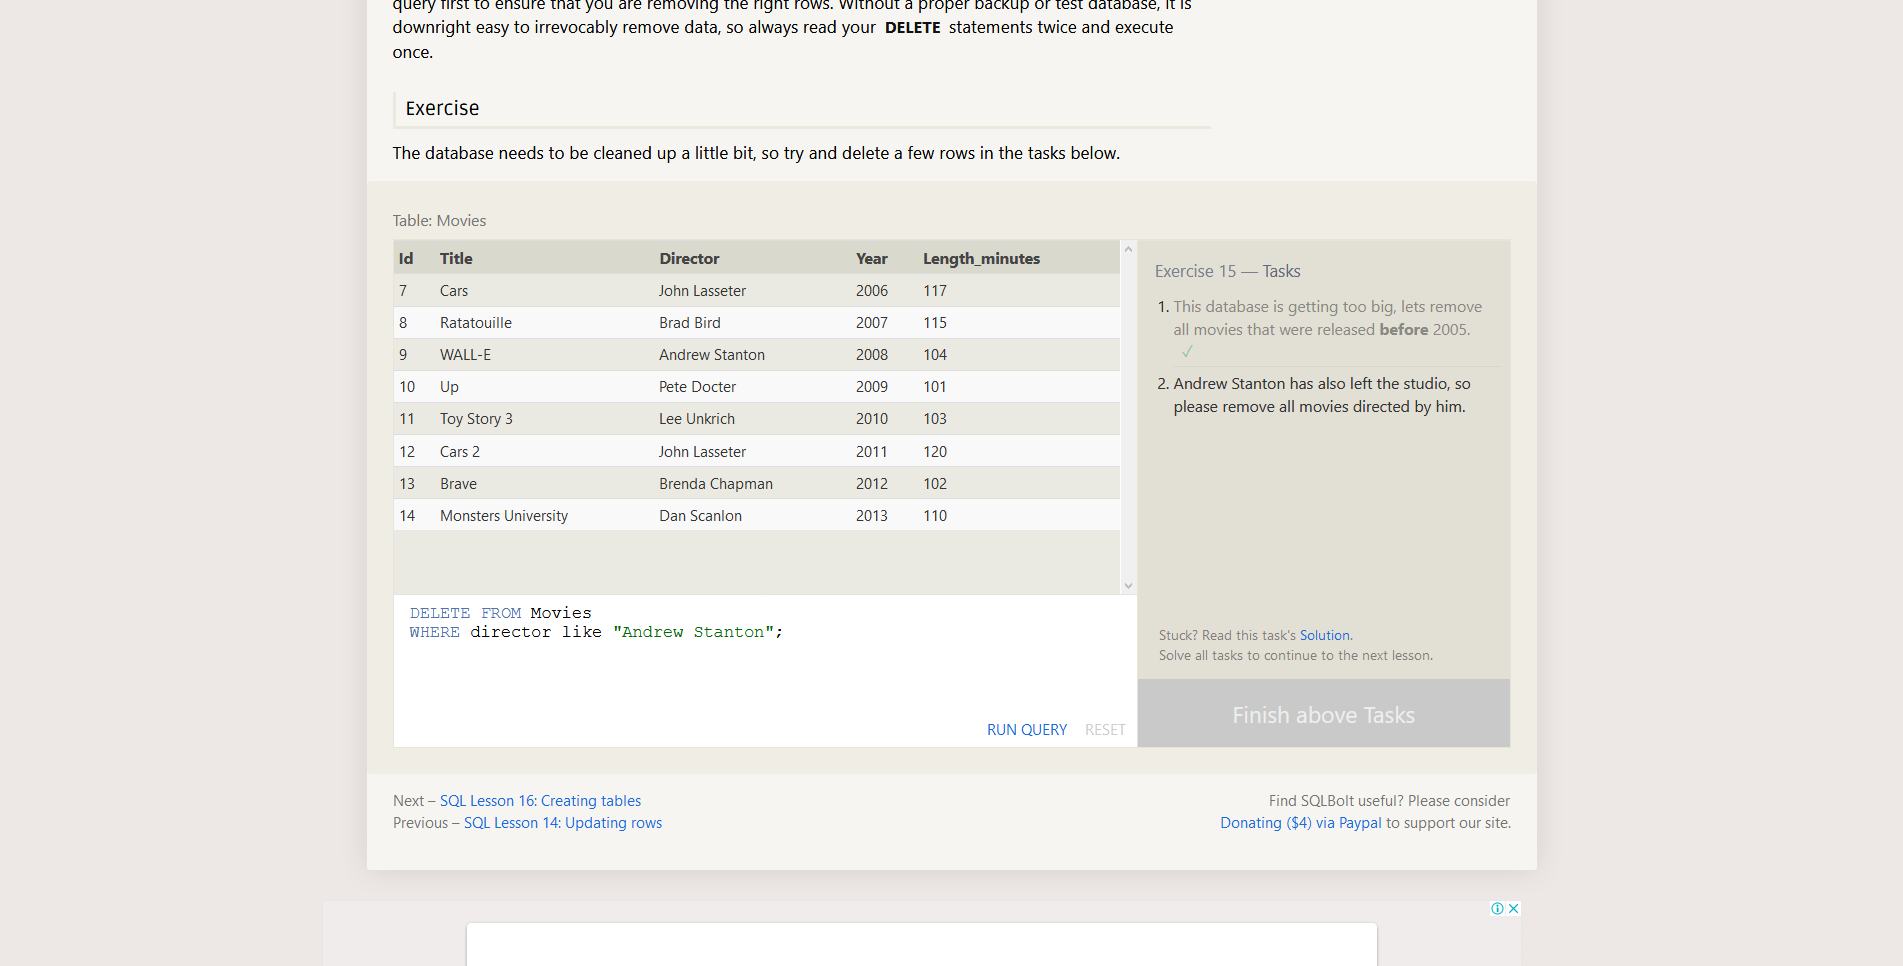 query first to ensure that you are removing the right rows. Without a proper backup or test database, it is
downright easy to irrevocably remove data, so always read your DELETE statements twice and execute
once.
Exercise
The database needs to be cleaned up a little bit, so try and delete a few rows in the tasks below.
Table: Movies
Id Title Director Year Length_minutes
7 Cars John Lasseter 2006 117
8 Ratatouille Brad Bird 2007 115
9 WALL-E Andrew Stanton 2008 104
10 Up Pete Docter 2009 101
11 Toy Story 3 Lee Unkrich 2010 103
12 Cars 2 John Lasseter 2011 120
13 Brave Brenda Chapman 2012 102
14 Monsters University Dan Scanlon 2013 110
DELETE FROM Movies
WHERE director like "Andrew Stanton";
RUN QUERY RESET
Exercise 15 — Tasks
1. This database is getting too big, lets remove
all movies that were released before 2005.
✓
2. Andrew Stanton has also left the studio, so
please remove all movies directed by him.
Stuck? Read this task's Solution.
Solve all tasks to continue to the next lesson.
Finish above Tasks
Next – SQL Lesson 16: Creating tables
Previous – SQL Lesson 14: Updating rows
Find SQLBolt useful? Please consider
Donating ($4) via Paypal to support our site.